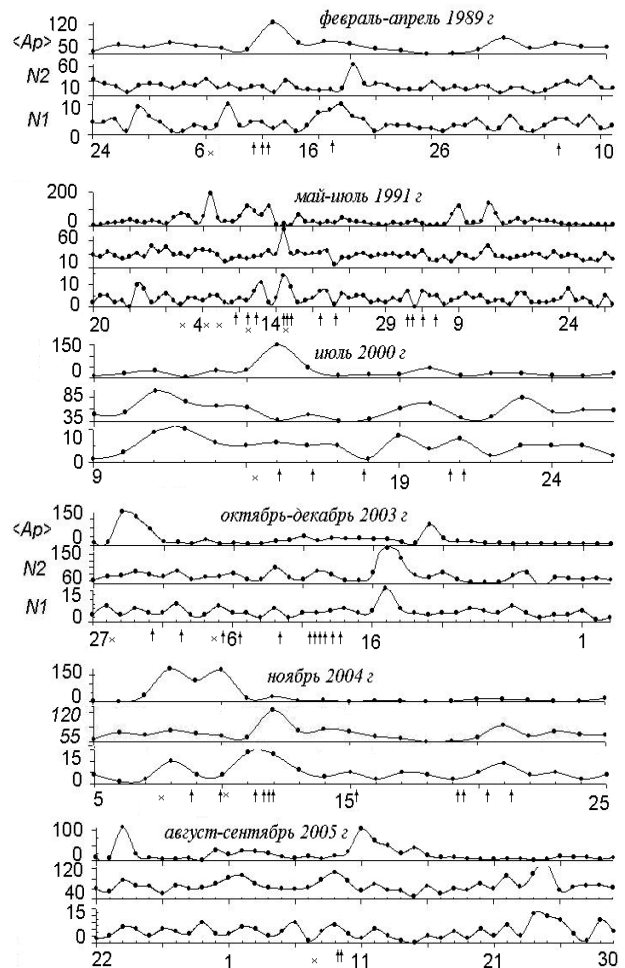 февраль-апрель 1989 г
<Ap> 120 50
N2 60 10
N1 10 0
24 6 16 26 10
май-июль 1991 г
200 0
60 10
10 0
20 4 14 29 9 24
июль 2000 г
150 0
85 35
10 0
9 19 24
октябрь-декабрь 2003 г
<Ap> 150 0
N2 150 60
N1 15 0
27 6 16 1
ноябрь 2004 г
150 0
120 55
15 0
5 15 25
август-сентябрь 2005 г
100 0
120 40
15 0
22 1 11 21 30